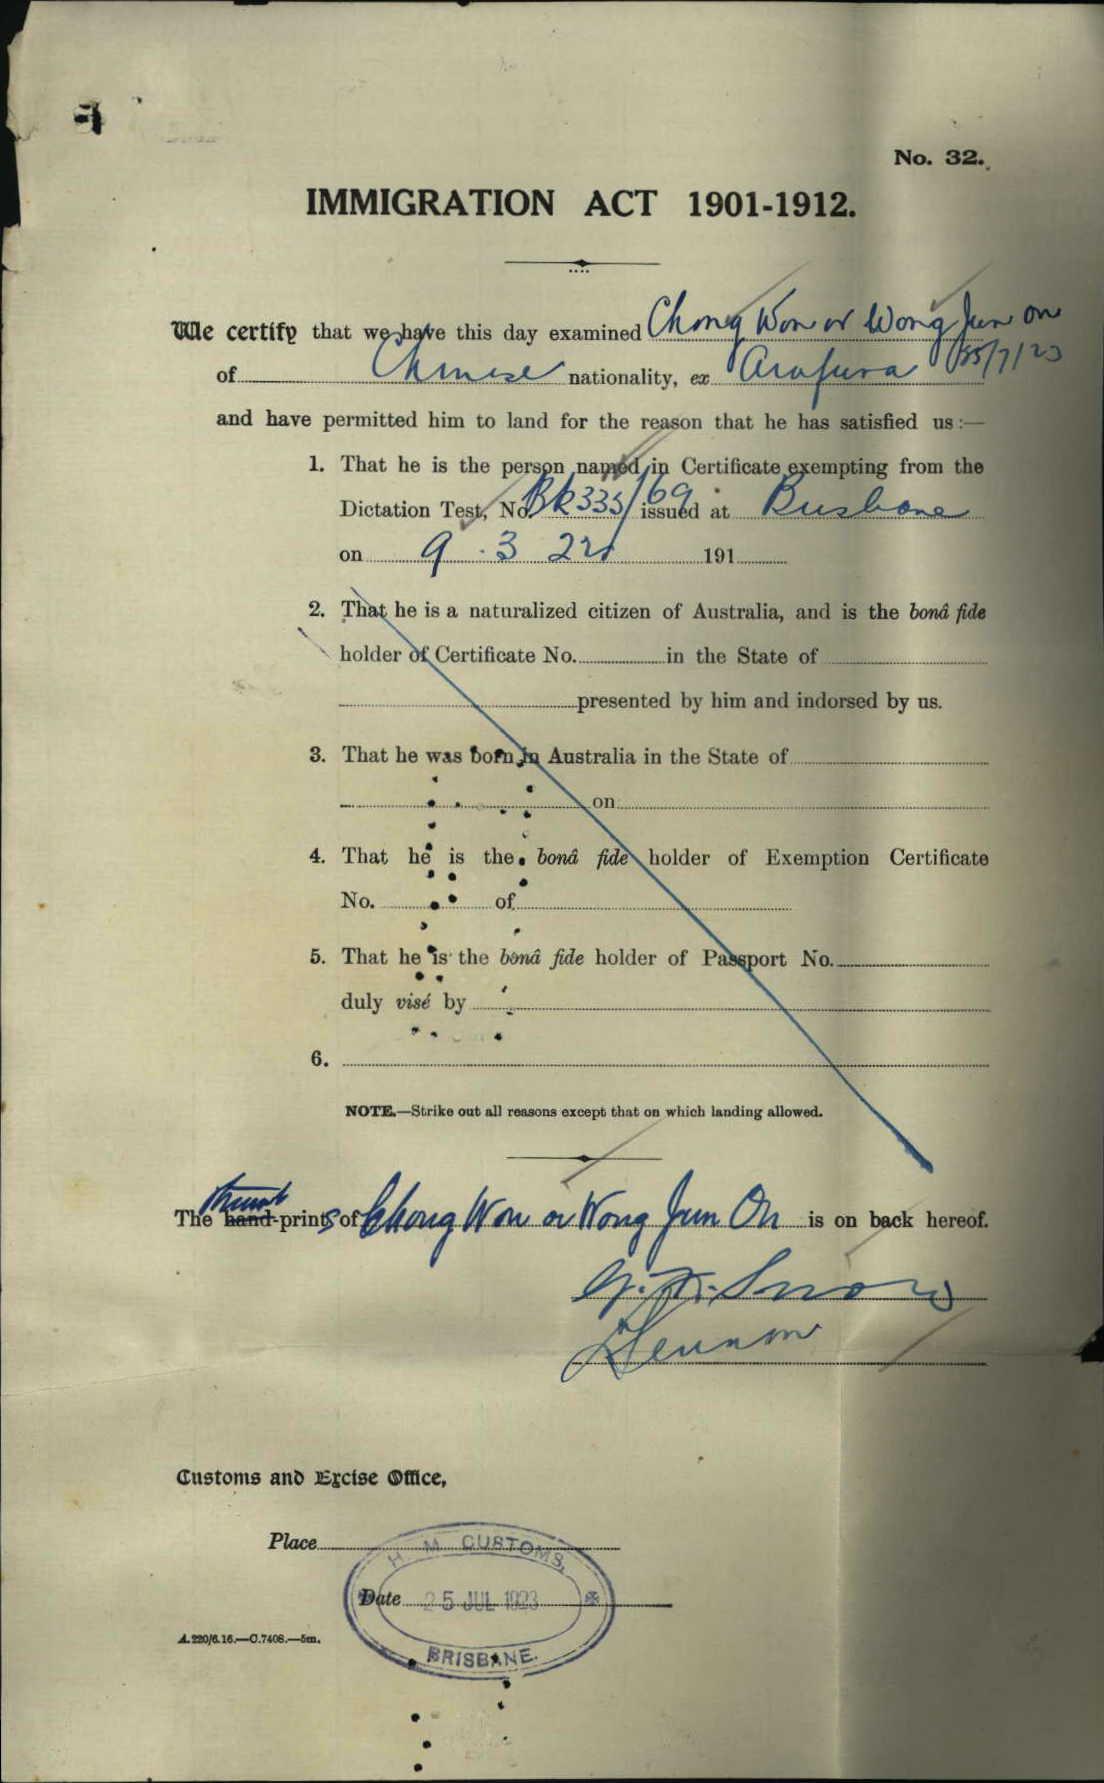 No. 32.
IMMIGRATION ACT 1901-1912.
We certify that we have this day examined Chong Won or Wong Jun On
of Chinese nationality, ex Arafura 25/7/23
and have permitted him to land for the reason that he has satisfied us:—
1. That he is the person named in Certificate exempting from the
Dictation Test, No. Bk335/69 issued at Brisbane
on 9.3 22 191
2. That he is a naturalized citizen of Australia, and is the bonâ fide
holder of Certificate No. in the State of
presented by him and indorsed by us.
3. That he was born in Australia in the State of
on
4. That he is the bonâ fide holder of Exemption Certificate
No. of
5. That he is the bonâ fide holder of Passport No.
duly visé by
6.
NOTE.—Strike out all reasons except that on which landing allowed.
thumb
The hand-prints of Chong Won or Wong Jun On is on back hereof.
Snow
Customs and Excise Office,
Place
H. M CUSTOMS,
Date 25 JUL 1923
A.220/6.16.—C.7408.—5m.
BRISBANE.